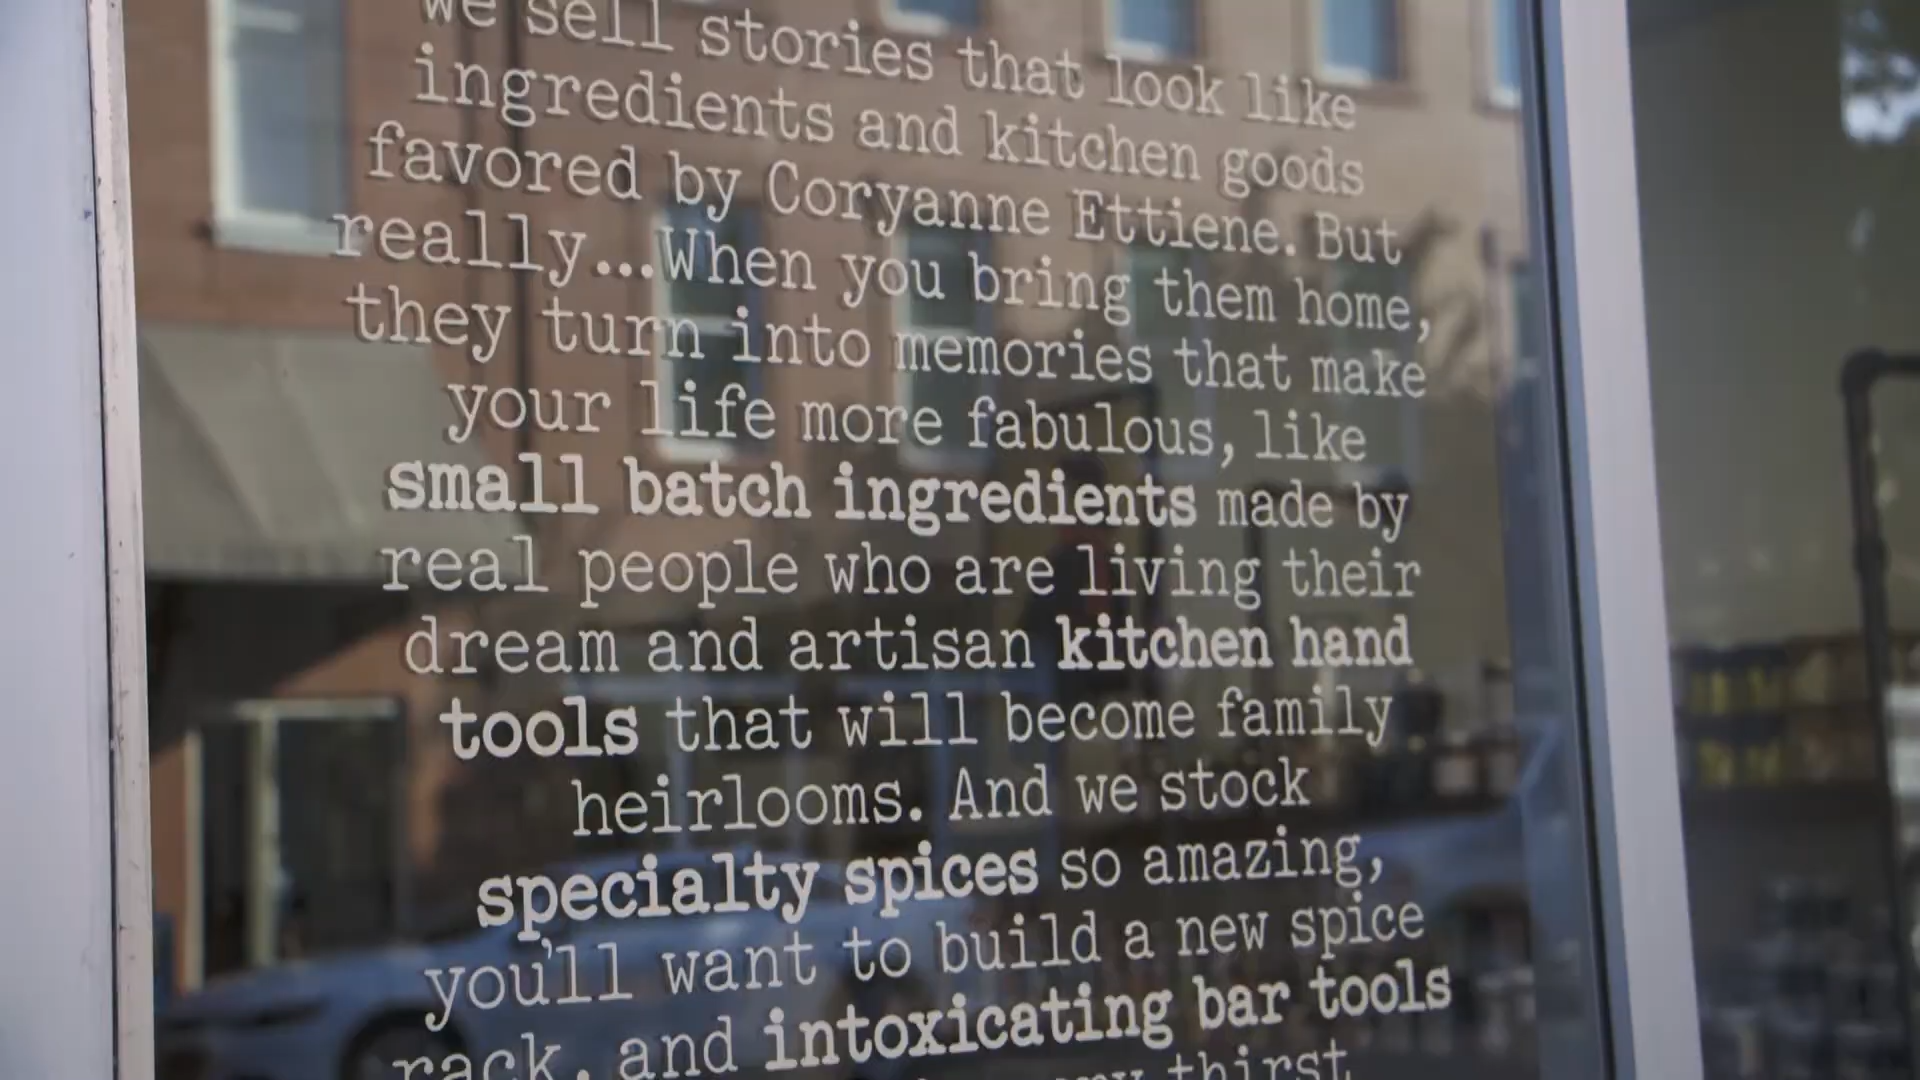 we sell stories that look like
ingredients and kitchen goods
favored by Coryanne Ettiene. But
really...When you bring them home,
they turn into memories that make
your life more fabulous, like
small batch ingredients made by
real people who are living their
dream and artisan kitchen hand
tools that will become family
heirlooms. And we stock
specialty spices so amazing,
you'll want to build a new spice
rack, and intoxicating bar tools
thirst